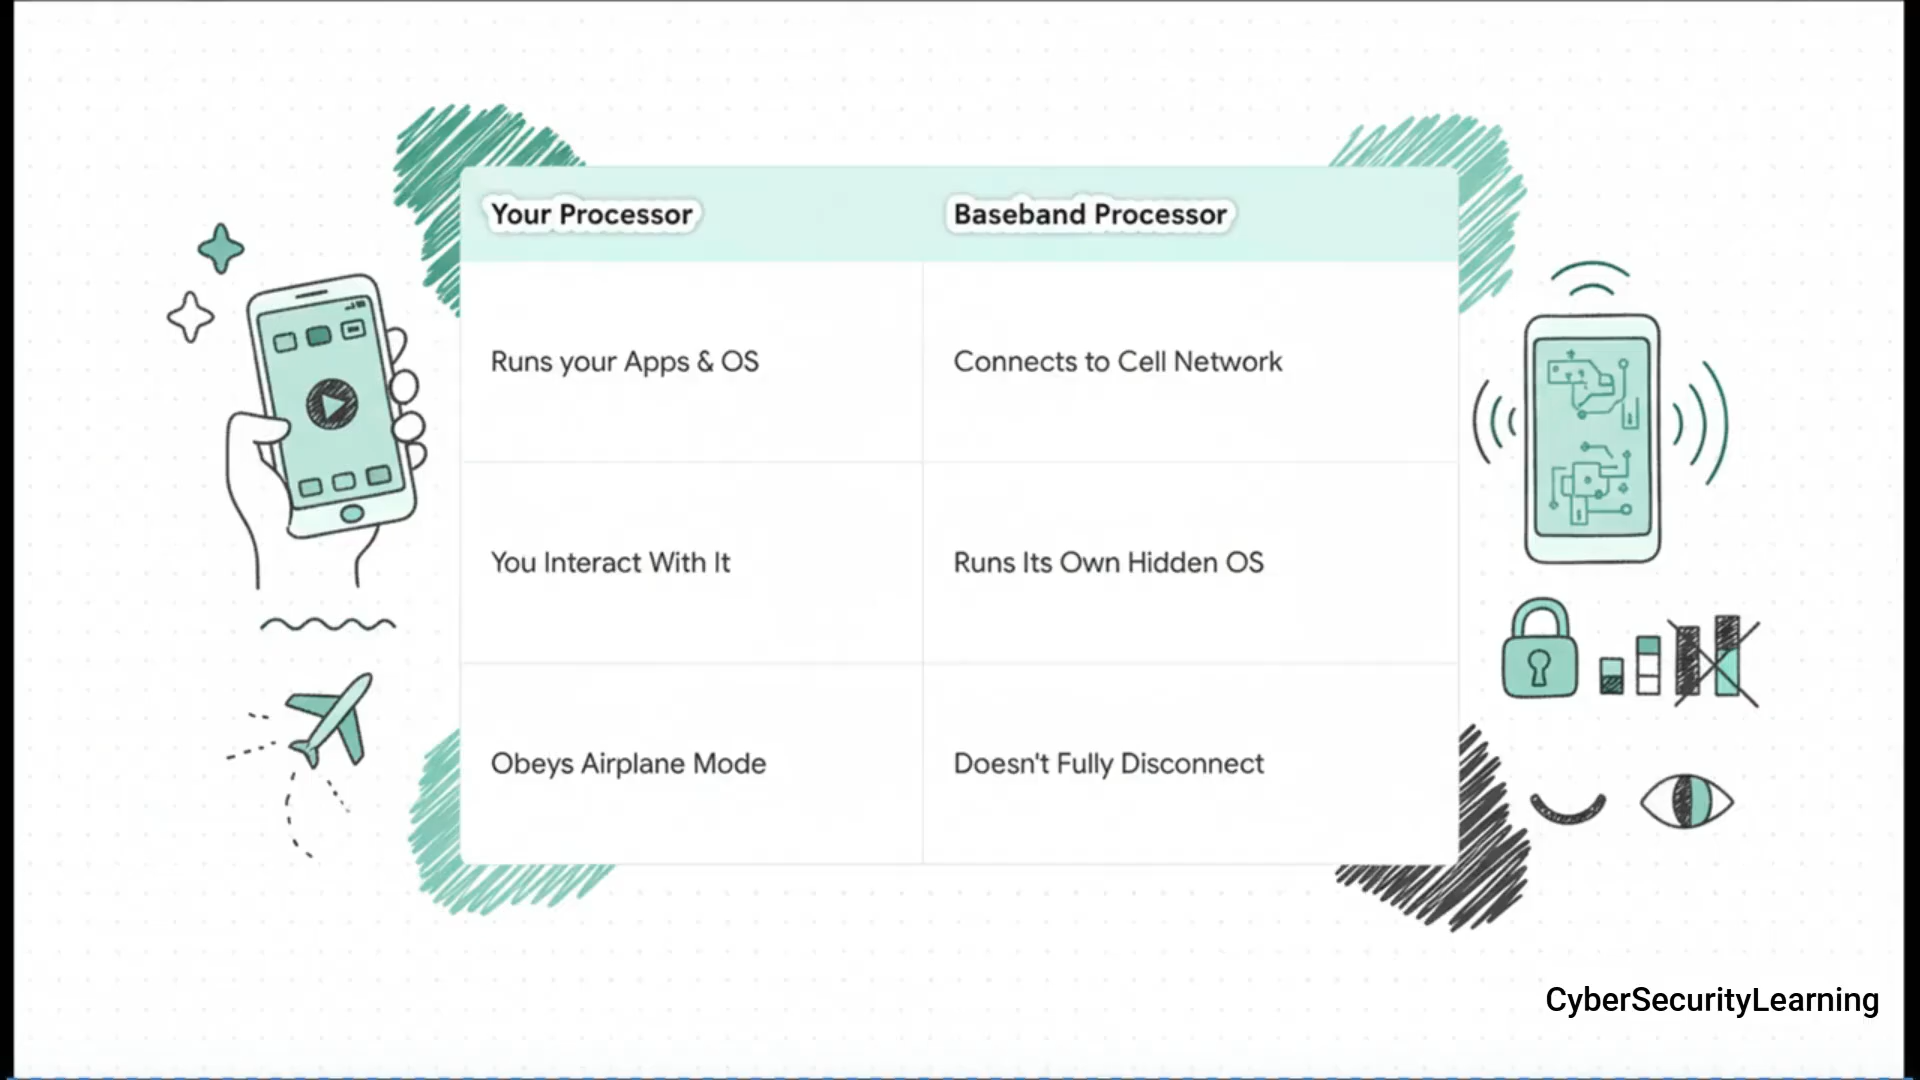 Your Processor
Baseband Processor
Runs your Apps & OS
Connects to Cell Network
You Interact With It
Runs Its Own Hidden OS
Obeys Airplane Mode
Doesn't Fully Disconnect
CyberSecurityLearning